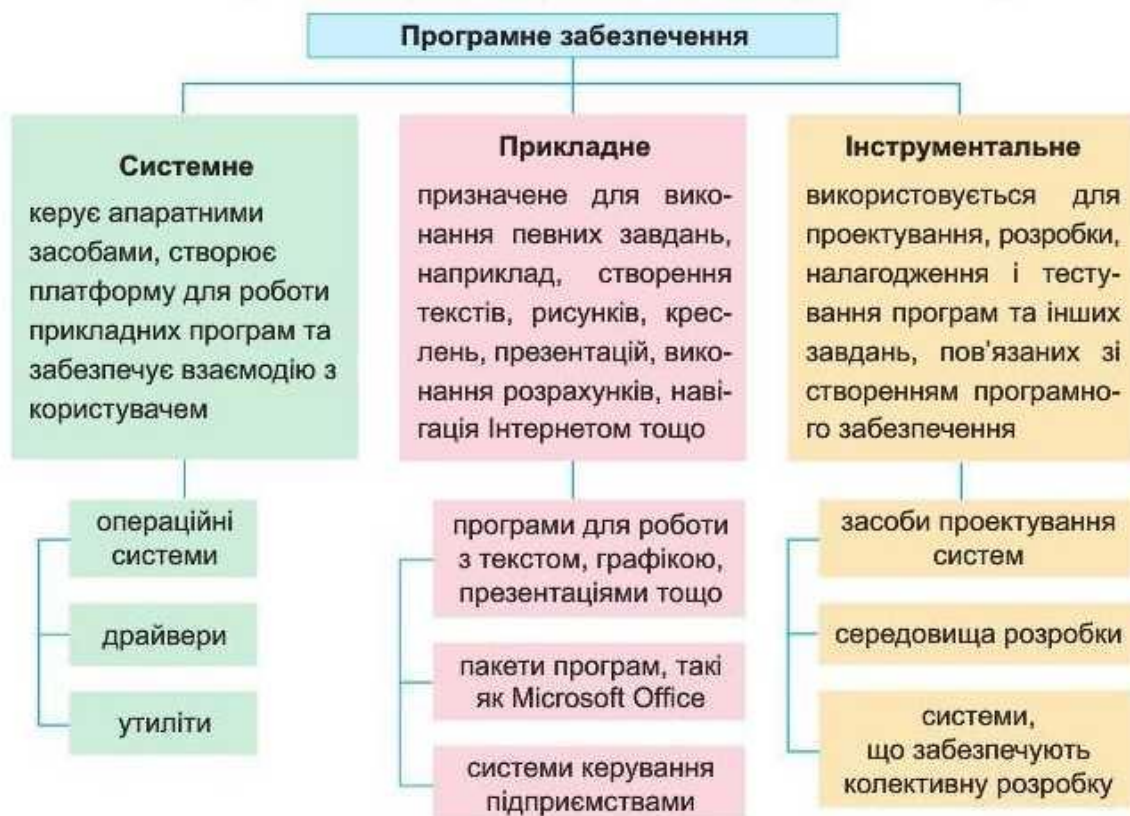 Програмне забезпечення
Системне
керує апаратними
засобами, створює
платформу для роботи
прикладних програм та
забезпечує взаємодію з
користувачем
операційні
системи
драйвери
утиліти
Прикладне
призначене для вико-
нання певних завдань,
наприклад, створення
текстів, рисунків, крес-
лень, презентацій, вико-
нання розрахунків, наві-
гація Інтернетом тощо
програми для роботи
з текстом, графікою,
презентаціями тощо
пакети програм, такі
як Microsoft Office
системи керування
підприємствами
Інструментальне
використовується для
проектування, розробки,
налагодження і тесту-
вання програм та інших
завдань, пов'язаних зі
створенням програмно-
го забезпечення
засоби проектування
систем
середовища розробки
системи,
що забезпечують
колективну розробку